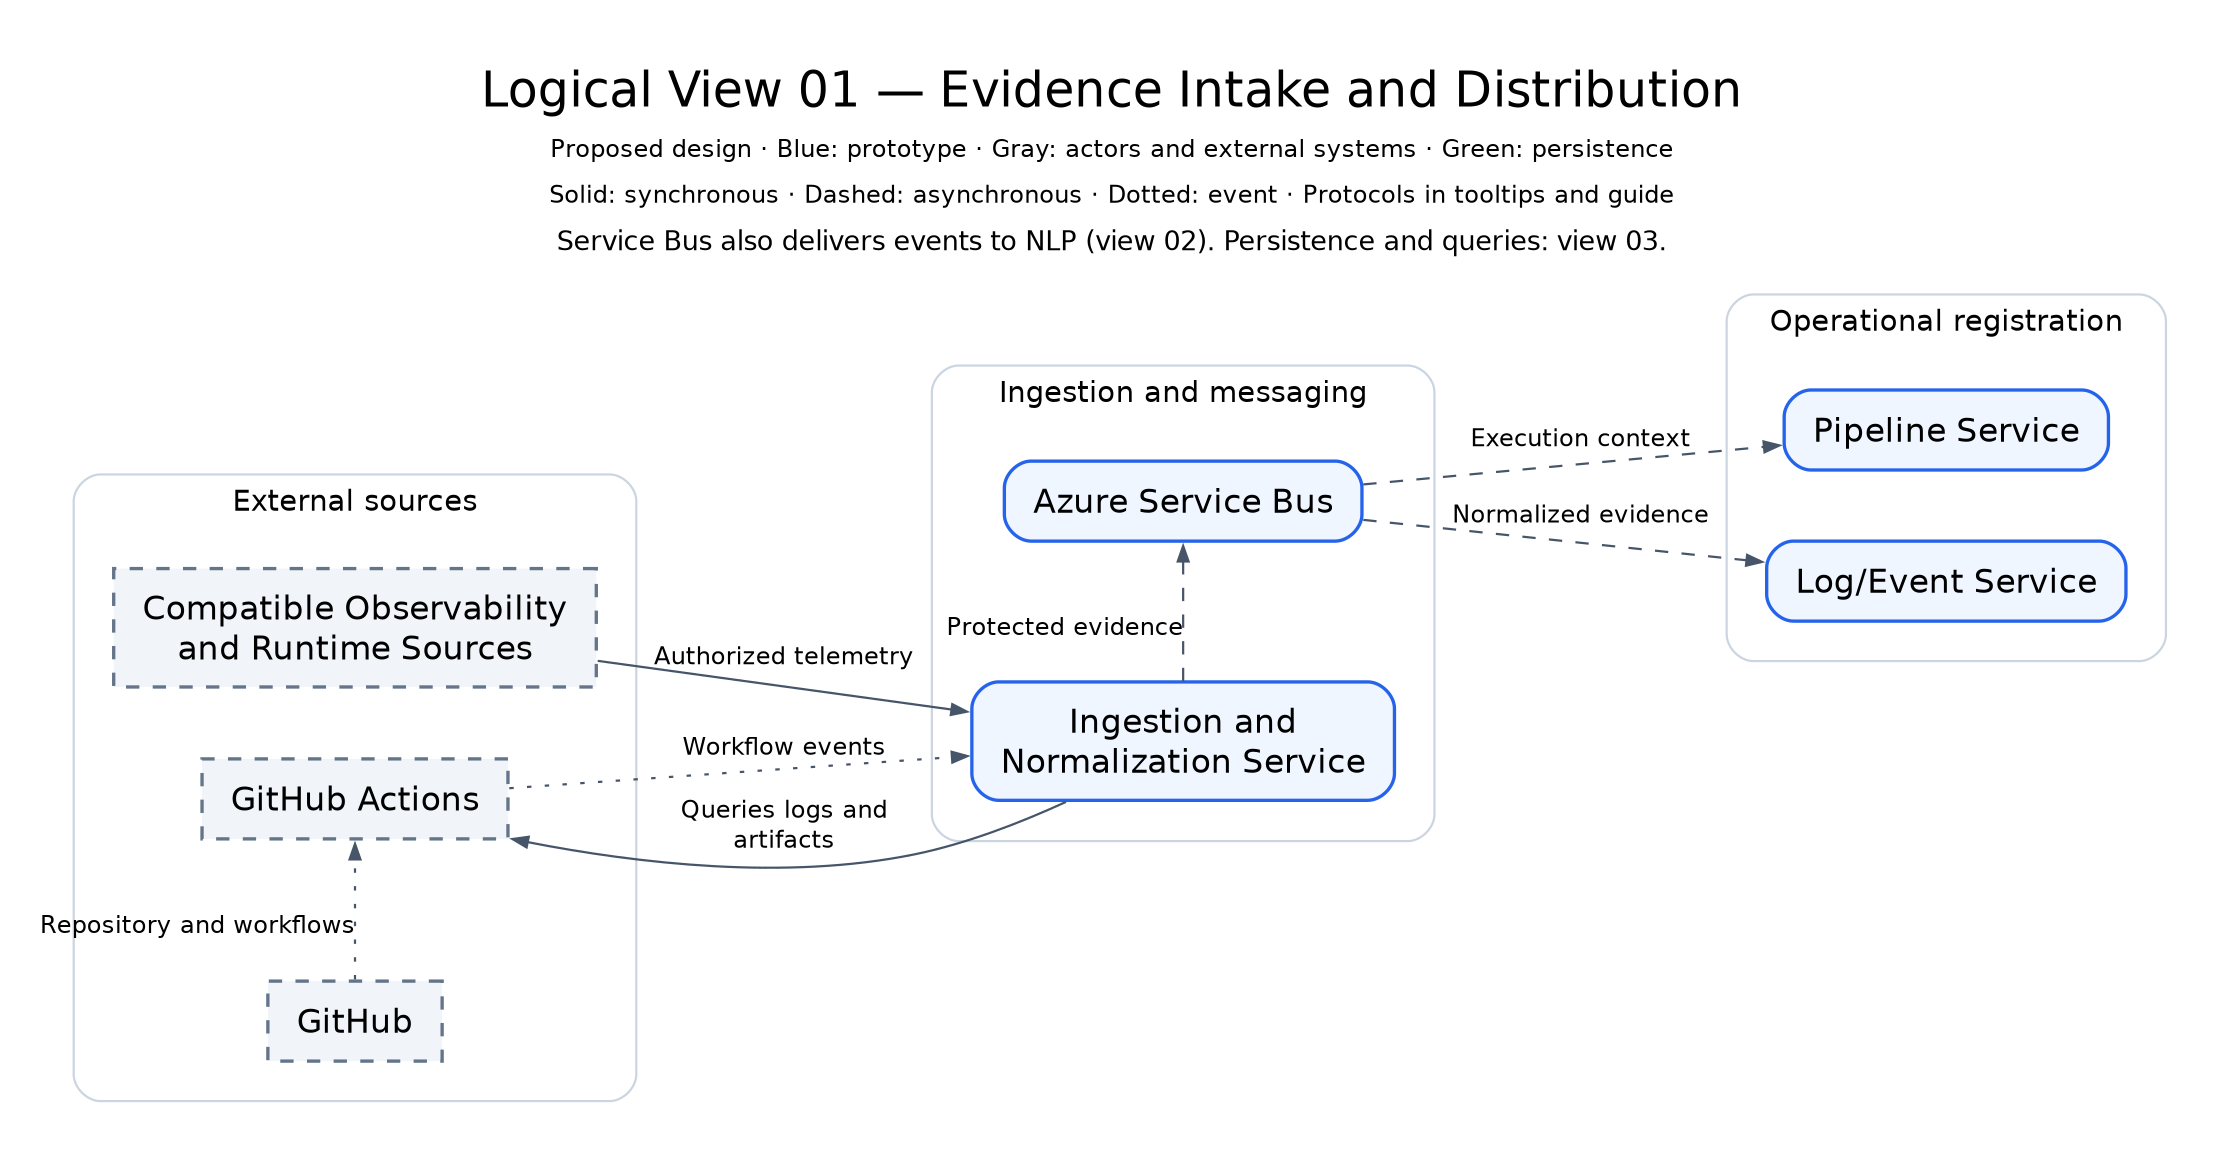 Logical View 01 — Evidence Intake and Distribution
Proposed design · Blue: prototype · Gray: actors and external systems · Green: persistence
Solid: synchronous · Dashed: asynchronous · Dotted: event · Protocols in tooltips and guide
Service Bus also delivers events to NLP (view 02). Persistence and queries: view 03.
External sources
Compatible Observability
and Runtime Sources
GitHub Actions
Repository and workflows
GitHub
Authorized telemetry
Workflow events
Queries logs and
artifacts
Ingestion and messaging
Azure Service Bus
Protected evidence
Ingestion and
Normalization Service
Execution context
Normalized evidence
Operational registration
Pipeline Service
Log/Event Service